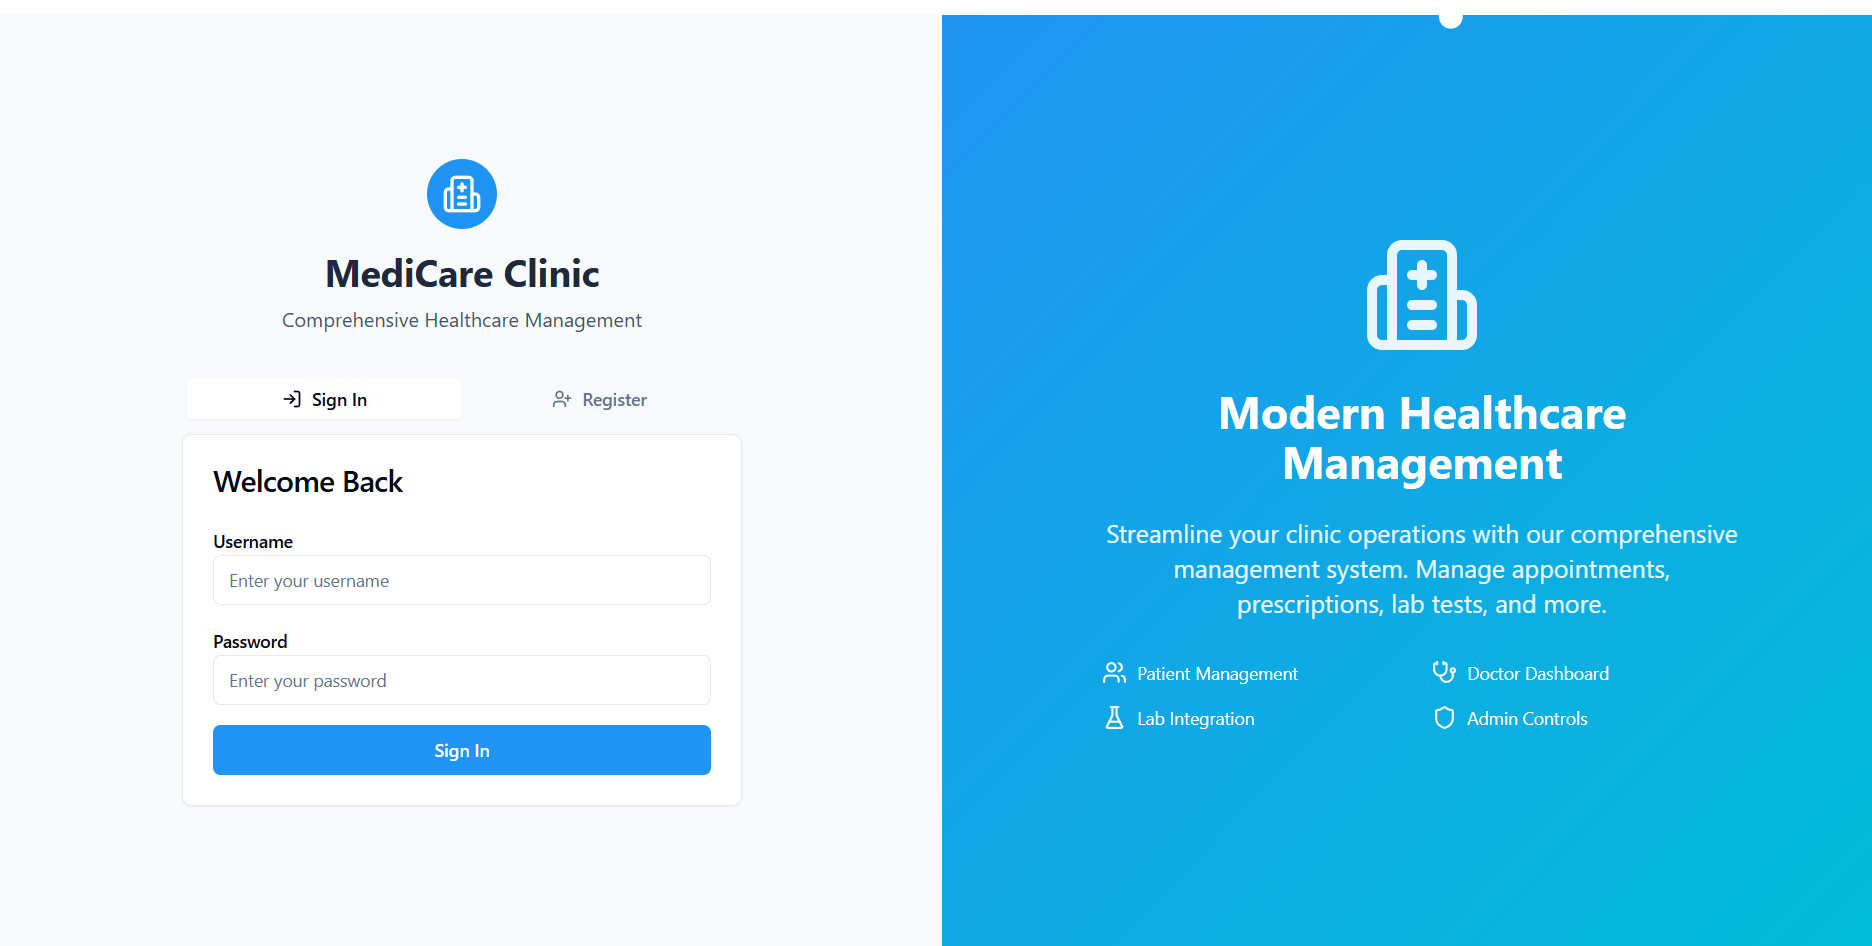 MediCare Clinic
Comprehensive Healthcare Management
Sign In
Register
Welcome Back
Username
Enter your username
Password
Enter your password
Sign In
Modern Healthcare
Management
Streamline your clinic operations with our comprehensive
management system. Manage appointments,
prescriptions, lab tests, and more.
Patient Management
Doctor Dashboard
Lab Integration
Admin Controls